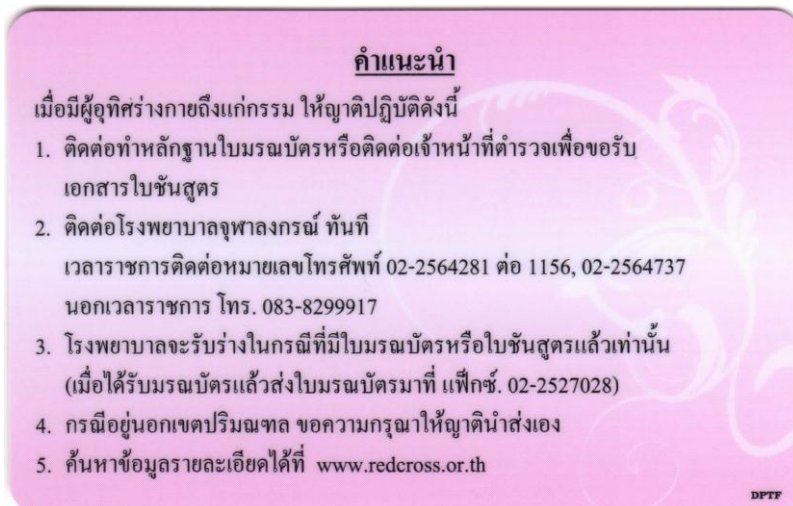 คำแนะนำ
เมื่อมีผู้อุทิศร่างกายถึงแก่กรรม ให้ญาติปฏิบัติดังนี้
1. ติดต่อทำหลักฐานใบมรณบัตรหรือติดต่อเจ้าหน้าที่ตำรวจเพื่อขอรับ
เอกสารใบชันสูตร
2. ติดต่อโรงพยาบาลจุฬาลงกรณ์ ทันที
เวลาราชการติดต่อหมายเลขโทรศัพท์ 02-2564281 ต่อ 1156, 02-2564737
นอกเวลาราชการ โทร. 083-8299917
3. โรงพยาบาลจะรับร่างในกรณีที่มีใบมรณบัตรหรือใบชันสูตรแล้วเท่านั้น
(เมื่อได้รับมรณบัตรแล้วส่งใบมรณบัตรมาที่ แฟ็กซ์. 02-2527028)
4. กรณีอยู่นอกเขตปริมณฑล ขอความกรุณาให้ญาตินำส่งเอง
5. ค้นหาข้อมูลรายละเอียดได้ที่ www.redcross.or.th
DPTF